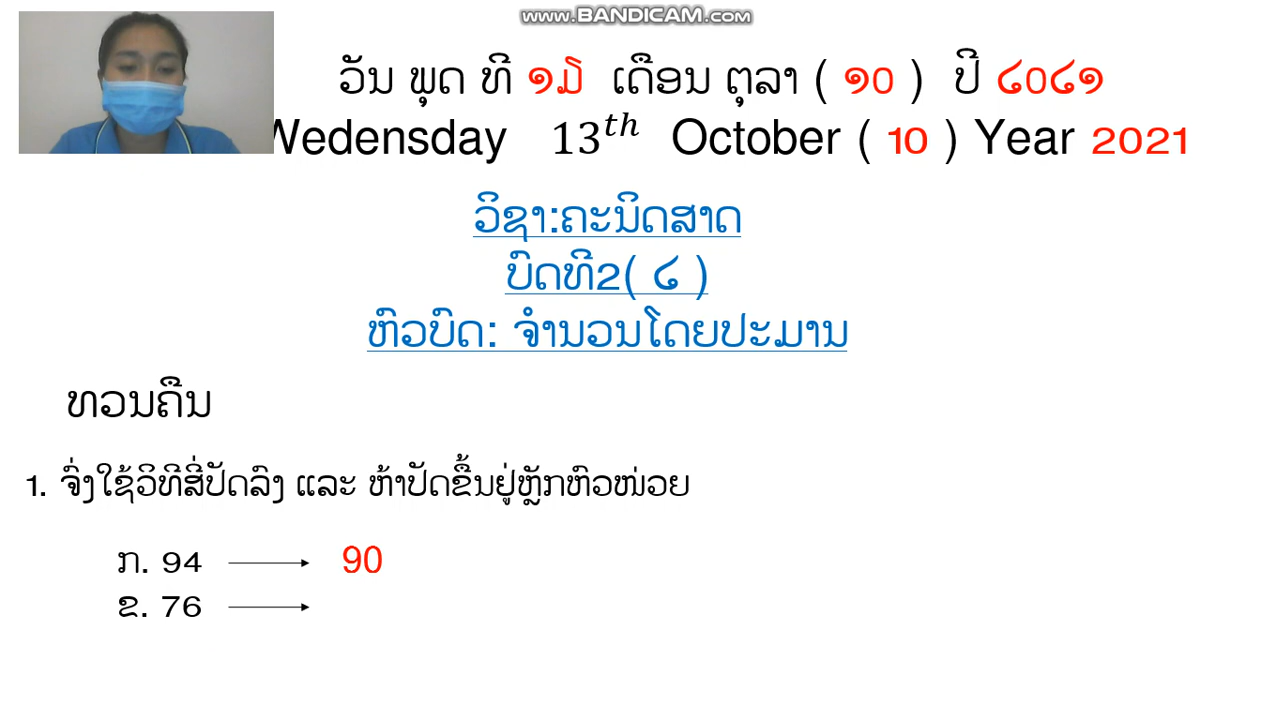 www.BANDICAM.com
ວັນ ພຸດ ທີ ໑໓ ເດືອນ ຕຸລາ ( ໑໐ ) ປີ ໒໐໒໑
Wedensday 13th October ( 10 ) Year 2021
ວິຊາ:ຄະນິດສາດ
ບົດທີ2( ໒ )
ຫົວບົດ: ຈຳນວນໂດຍປະມານ
ທວນຄືນ
1. ຈົ່ງໃຊ້ວິທີສີ່ປັດລົງ ແລະ ຫ້າປັດຂຶ້ນຢູ່ຫຼັກຫົວໜ່ວຍ
ກ. 94 → 90
ຂ. 76 →